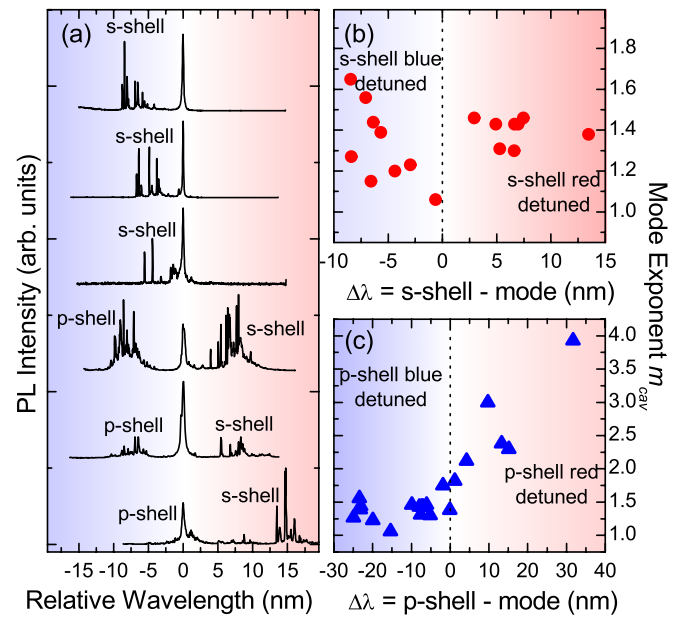 (a)
s-shell
s-shell
s-shell
p-shell
s-shell
p-shell
s-shell
p-shell
s-shell
PL Intensity (arb. units)
-15 -10 -5 0 5 10 15
Relative Wavelength (nm)
(b)
s-shell blue
detuned
s-shell red
detuned
1.8
1.6
1.4
1.2
1.0
-10 -5 0 5 10 15
Δλ = s-shell - mode (nm)
Mode Exponent m_cav
(c)
p-shell blue
detuned
p-shell red
detuned
4.0
3.5
3.0
2.5
2.0
1.5
1.0
-30 -20 -10 0 10 20 30 40
Δλ = p-shell - mode (nm)